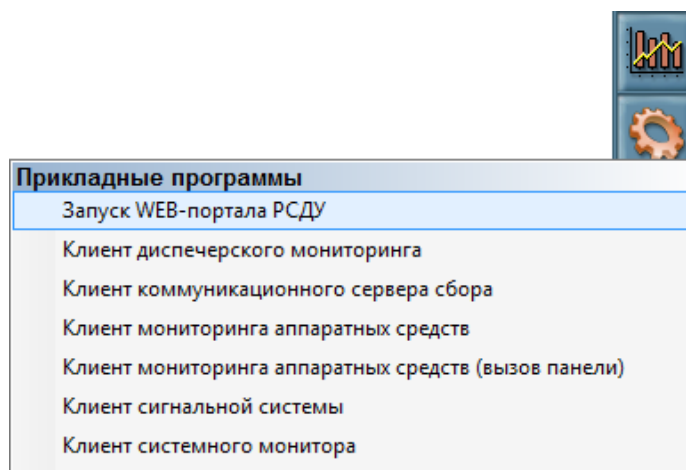 Прикладные программы
Запуск WEB-портала РСДУ
Клиент диспечерского мониторинга
Клиент коммуникационного сервера сбора
Клиент мониторинга аппаратных средств
Клиент мониторинга аппаратных средств (вызов панели)
Клиент сигнальной системы
Клиент системного монитора